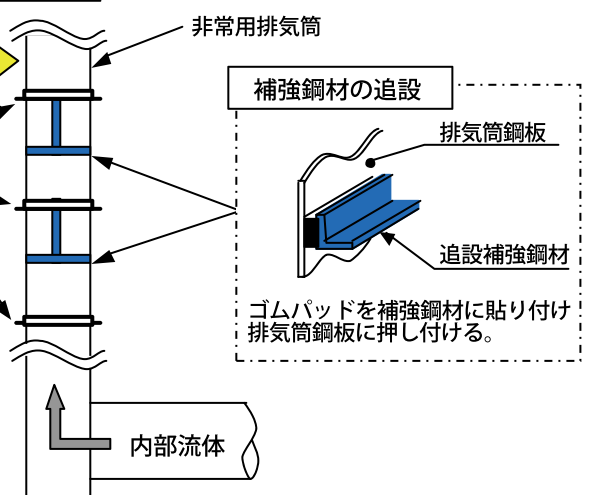 非常用排気筒
補強鋼材の追設
排気筒鋼板
追設補強鋼材
ゴムパッドを補強鋼材に貼り付け
排気筒鋼板に押し付ける。
内部流体